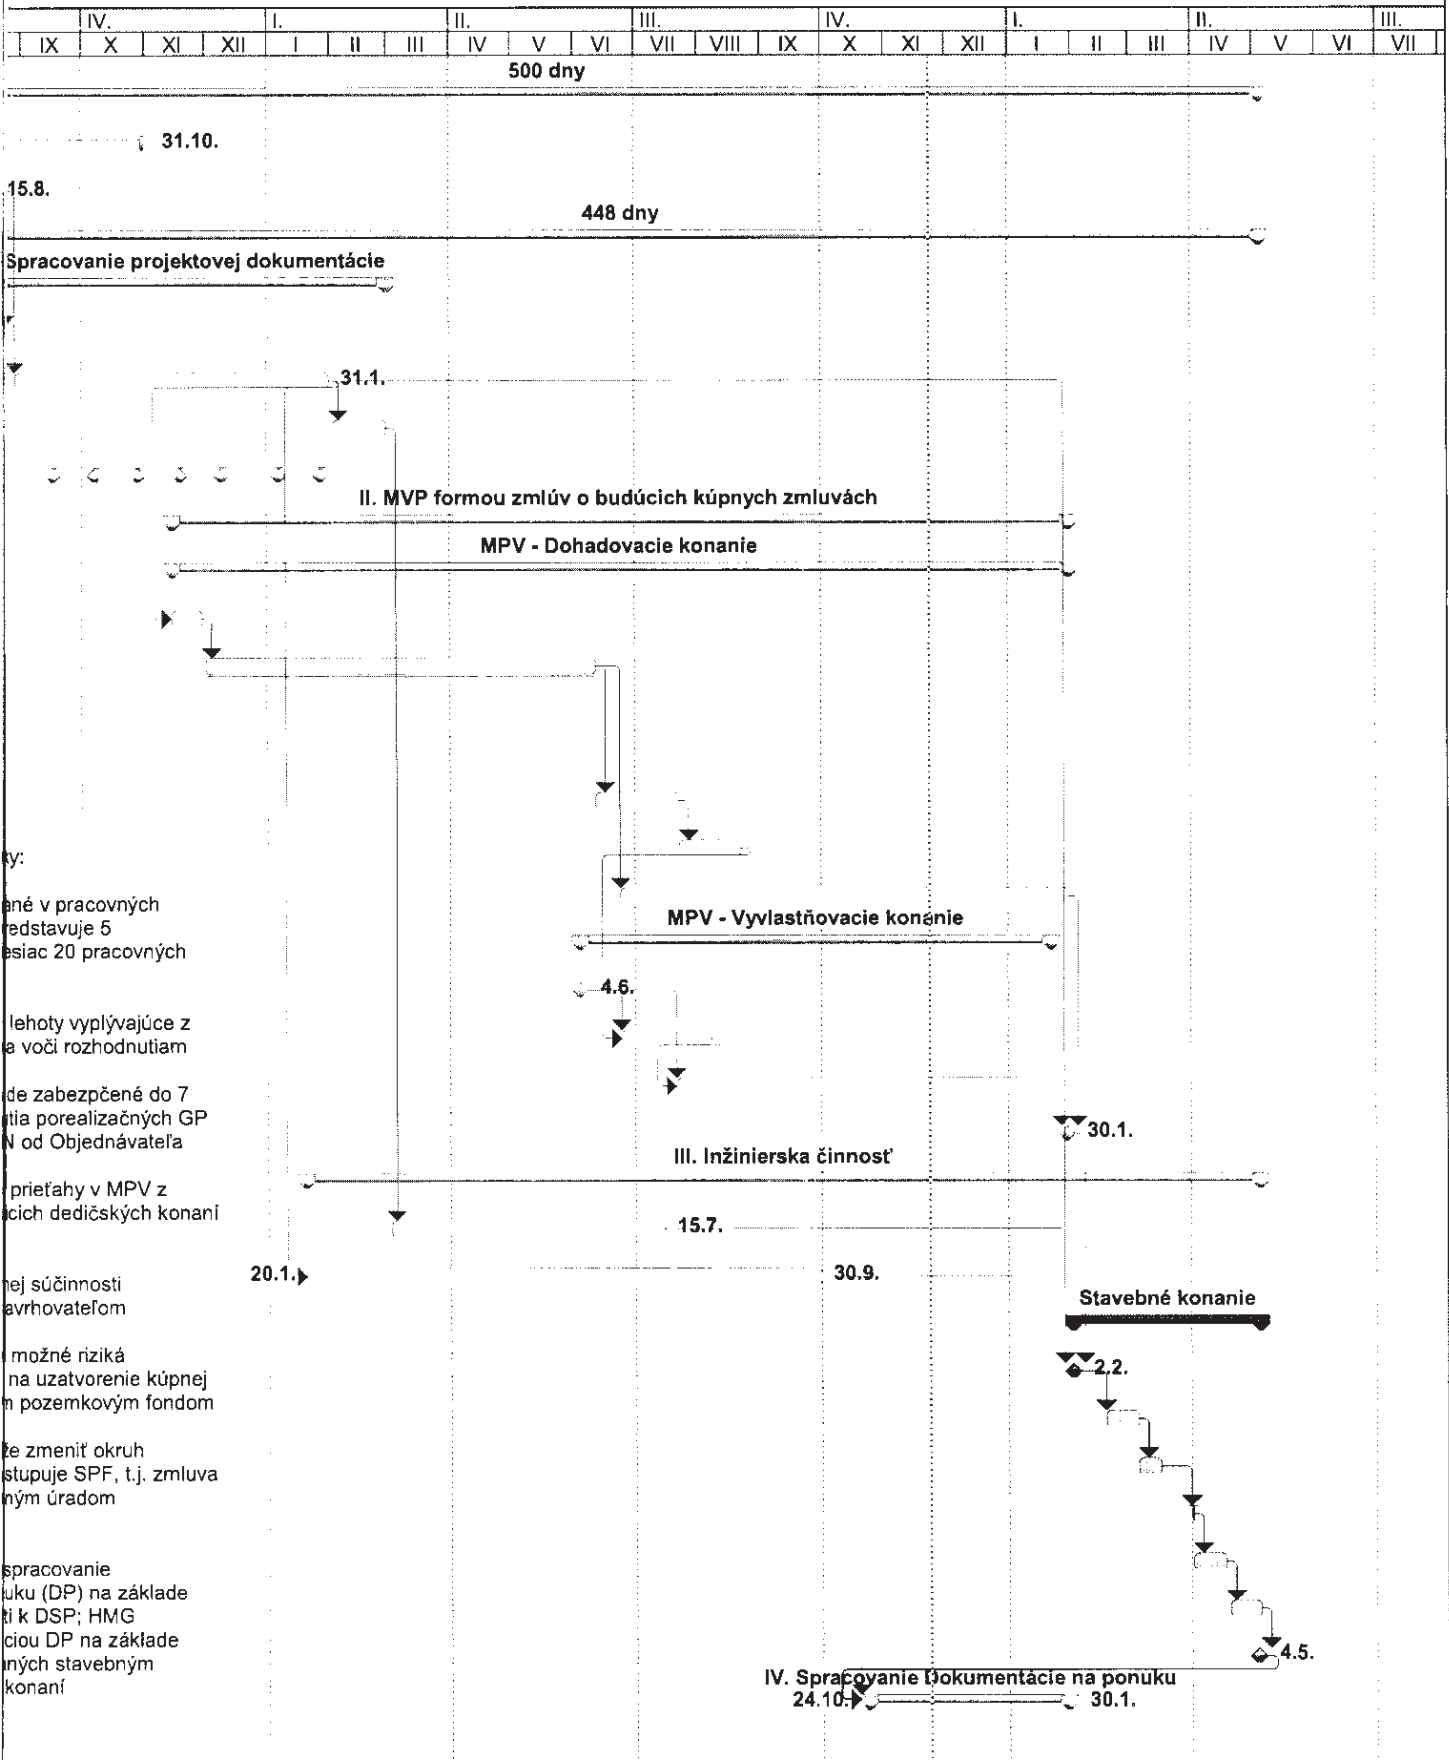 IV. I. II. III. IV. I. II. III.
IX X XI XII I II III IV V VI VII VIII IX X XI XII I II III IV V VI VII
500 dny
31.10.
15.8.
448 dny
Spracovanie projektovej dokumentácie
31.1.
II. MVP formou zmlúv o budúcich kúpnych zmluvách
MPV - Dohadovacie konanie
ky:
ané v pracovných
redstavuje 5
esiac 20 pracovných
MPV - Vyvlastňovacie konanie
4.6.
lehoty vyplývajúce z
a voči rozhodnutiam
de zabezpčené do 7
tia porealizačných GP
N od Objednávateľa
30.1.
III. Inžinierska činnosť
prieťahy v MPV z
cich dedičských konaní
15.7.
20.1.
30.9.
nej súčinnosti
avrhovateľom
Stavebné konanie
možné riziká
na uzatvorenie kúpnej
m pozemkovým fondom
2.2.
že zmeniť okruh
stupuje SPF, t.j. zmluva
ným úradom
spracovanie
uku (DP) na základe
ti k DSP; HMG
ciou DP na základe
ných stavebným
konaní
4.5.
IV. Spracovanie Dokumentácie na ponuku
24.10.
30.1.